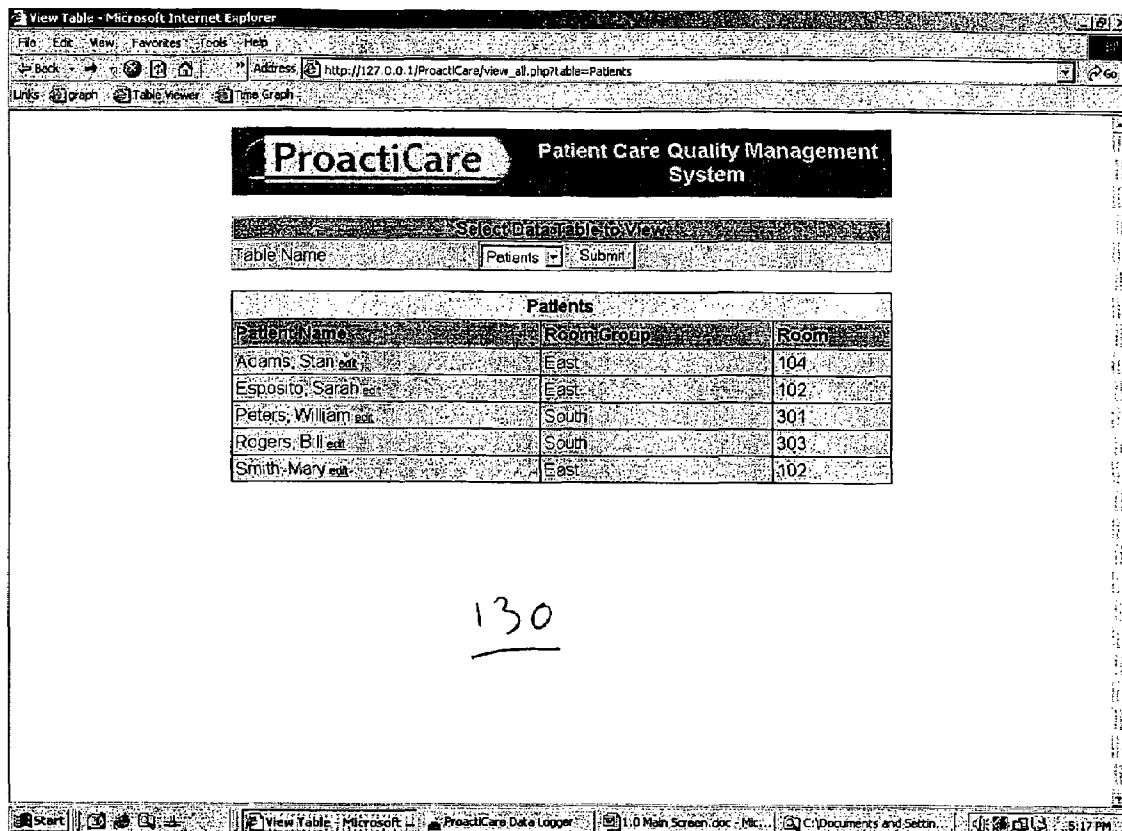 View Table - Microsoft Internet Explorer
File Edit View Favorites Tools Help
Back » Address http://127.0.0.1/ProactiCare/view_all.php?table=Patients Go
Links graph Table Viewer Time Graph
ProactiCare Patient Care Quality Management
System
Select Data Table to View
Table Name Patients Submit
Patients
Patient Name Room Group Room
Adams, Stan edit East 104
Esposito, Sarah edit East 102
Peters, William edit South 301
Rogers, Bill edit South 303
Smith, Mary edit East 102
130
Start View Table - Microsoft ... ProactiCare Data Logger 1.0 Main Screen.doc - Mic... C:\Documents and Settin... 5:17 PM